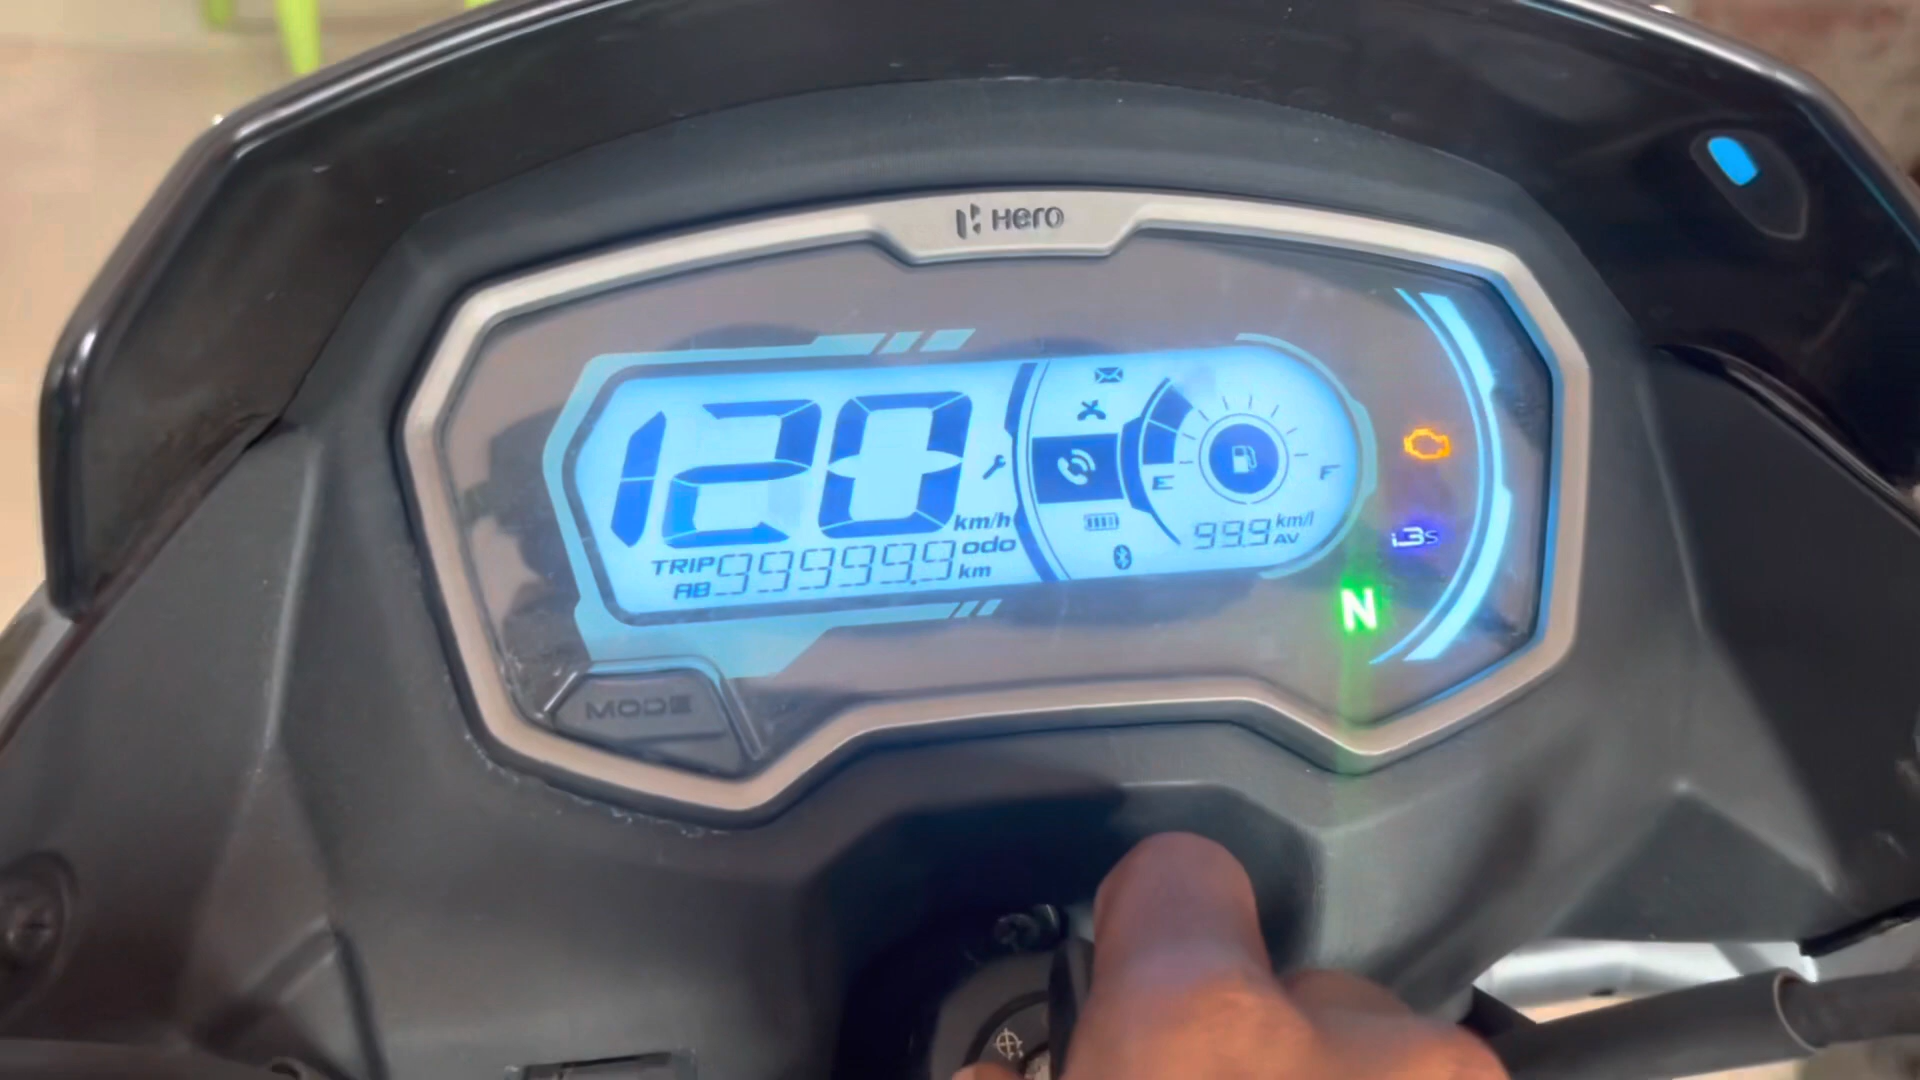 Hero
120
km/h
TRIP 99999.9 odo
AB km
E F
99.9 km/l
AV
i3s
N
MODE